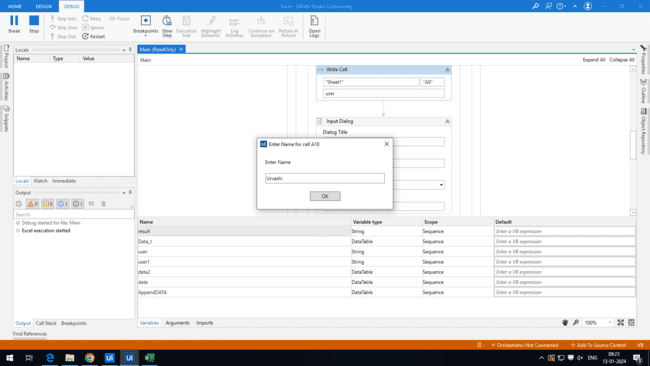 HOME DESIGN DEBUG
Excel - UiPath Studio Community
Break Stop Step Into Step Over Step Out Retry Ignore Restart Focus Breakpoints Slow Step Execution Trail Highlight Elements Log Activities Continue on Exception Picture in Picture Open Logs
Locals
Name Type Value
Main (ReadOnly)
Main
Expand All Collapse All
Project
Activities
Snippets
Properties
Outline
Object Repository
Write Cell
"Sheet1" "A8"
user
Input Dialog
Dialog Title
Enter Name for cell A10
Enter Name
Urvashi
OK
Locals Watch Immediate
Output
Search
Debug started for file: Main
Excel execution started
Name Variable type Scope Default
result String Sequence Enter a VB expression
Data_t DataTable Sequence Enter a VB expression
user String Sequence Enter a VB expression
user1 String Sequence Enter a VB expression
data2 DataTable Sequence Enter a VB expression
data DataTable Sequence Enter a VB expression
AppendDATA DataTable Sequence Enter a VB expression
Output Call Stack Breakpoints
Variables Arguments Imports
100%
Find References
Orchestrator Not Connected
Add To Source Control
VB
ENG
09:23
13-01-2024